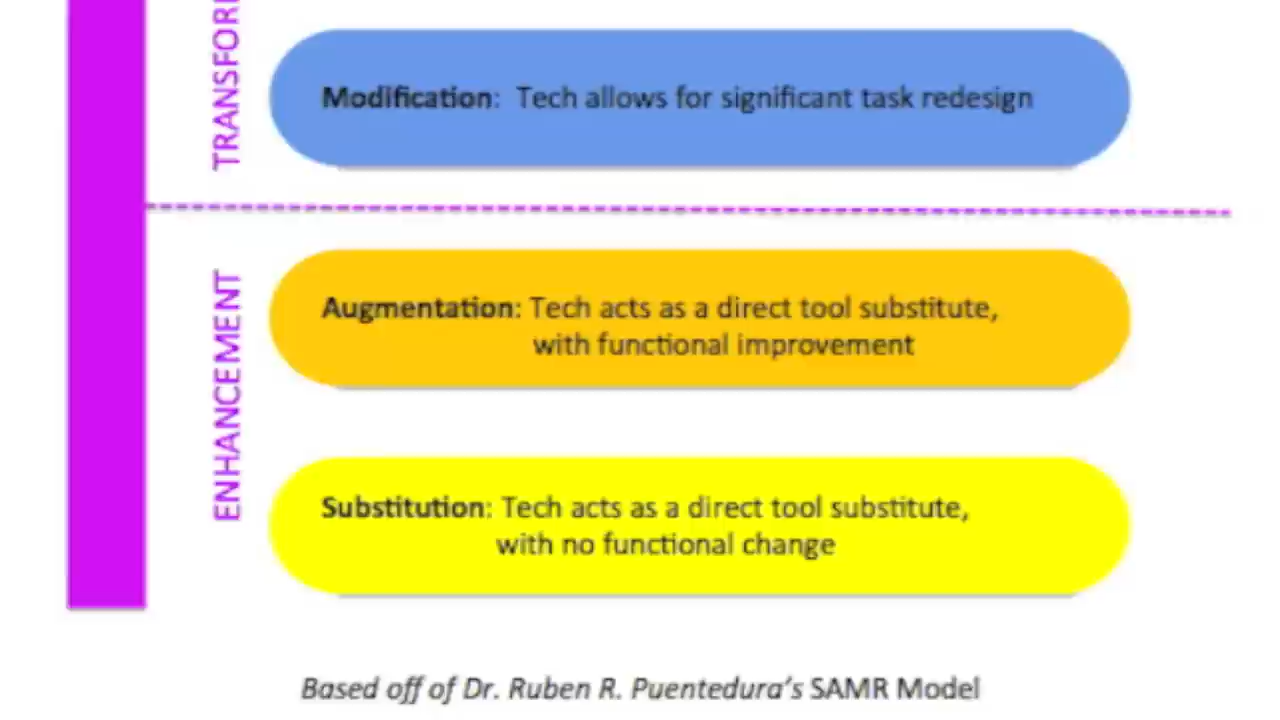 TRANSFOR
Modification: Tech allows for significant task redesign
ENHANCEMENT
Augmentation: Tech acts as a direct tool substitute,
with functional improvement
Substitution: Tech acts as a direct tool substitute,
with no functional change
Based off of Dr. Ruben R. Puentedura's SAMR Model